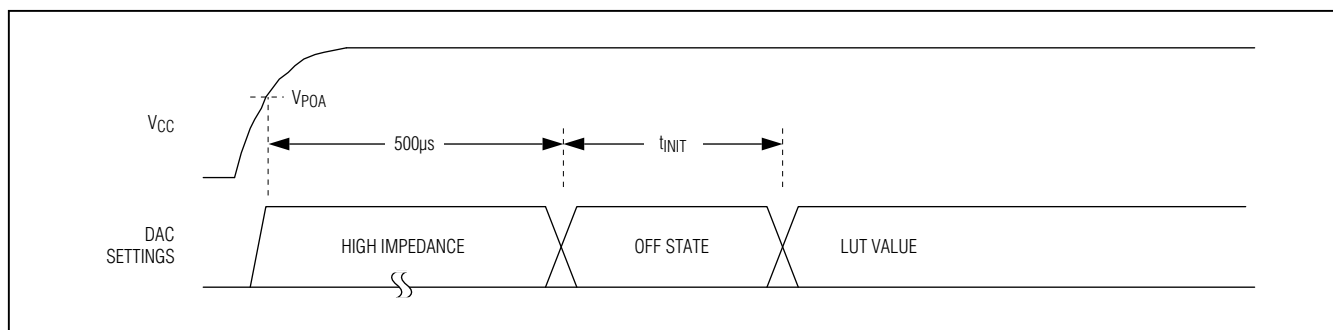 VPOA
VCC
500µs
tINIT
DAC
SETTINGS
HIGH IMPEDANCE
OFF STATE
LUT VALUE